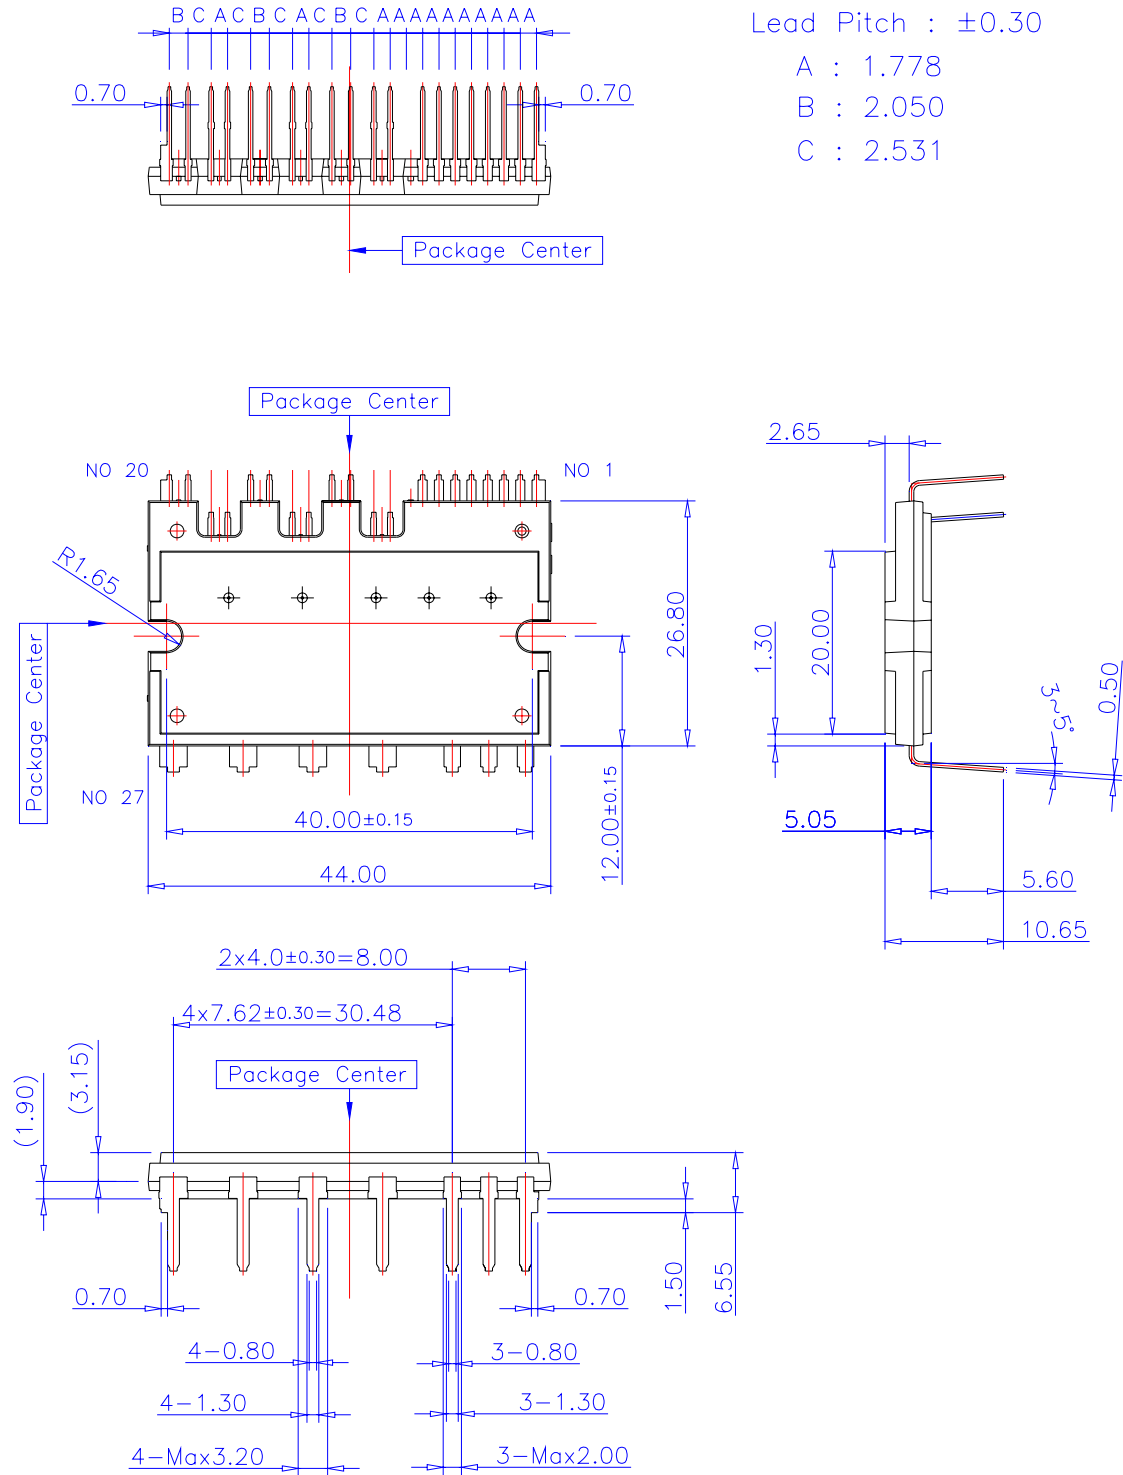 B C A C B C A C B C A A A A A A A A A A
Lead Pitch : ±0.30
A : 1.778
B : 2.050
C : 2.531
0.70
0.70
Package Center
Package Center
NO 20
NO 1
2.65
R1.65
Package Center
26.80
1.30
20.00
3~5°
0.50
NO 27
40.00±0.15
12.00±0.15
44.00
5.05
5.60
10.65
2x4.0±0.30=8.00
4x7.62±0.30=30.48
Package Center
(1.90)
(3.15)
0.70
0.70
1.50
6.55
4-0.80
3-0.80
4-1.30
3-1.30
4-Max3.20
3-Max2.00